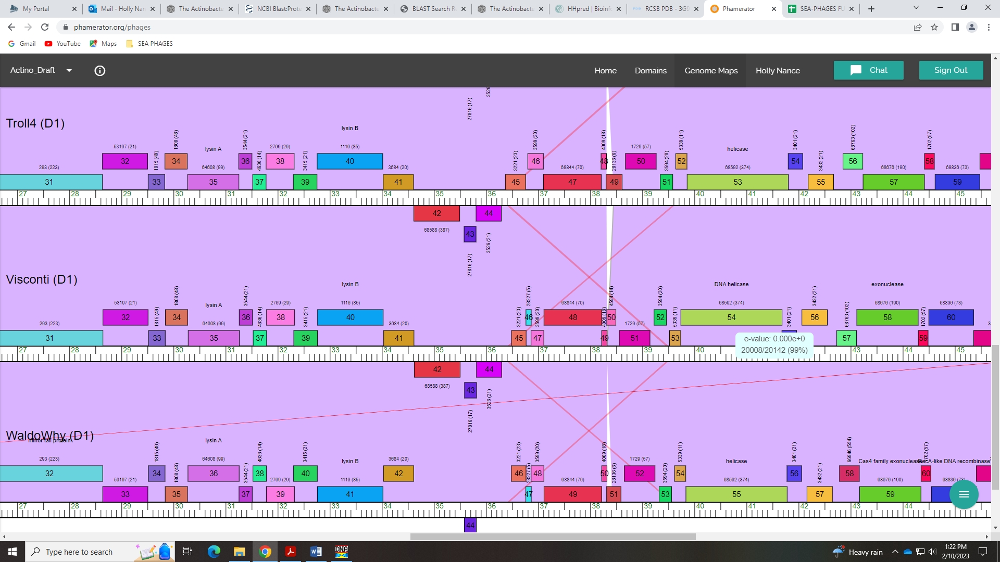 My Portal
Mail - Holly Nan
The Actinobacte
NCBI Blast:Prote
The Actinobacte
BLAST Search Re
The Actinobacte
HHpred | Bioinfo
RCSB PDB - 3G9
Phamerator
SEA-PHAGES FU
phamerator.org/phages
Gmail
YouTube
Maps
SEA PHAGES
Actino_Draft
Home
Domains
Genome Maps
Holly Nance
Chat
Sign Out
27816 (17)
3526
Troll4 (D1)
lysin B
53197 (21)
1815 (49)
1808 (48)
lysin A
3544 (21)
4636 (14)
2769 (29)
3415 (21)
1116 (85)
3599 (20)
4009 (18)
28136 (6)
1729 (57)
3594 (20)
5339 (11)
helicase
3401 (21)
3432 (21)
68763 (102)
1702 (57)
32 34 36 38 40 46 48 50 52 54 56 58
293 (223)
64608 (99)
3684 (20)
3221 (23)
68844 (70)
68592 (374)
68676 (190)
68836 (73)
31 33 35 37 39 41 45 47 49 51 53 55 57 59
27 28 29 30 31 32 33 34 35 36 37 38 39 40 41 42 43 44 45
42 44
68588 (387)
43
3526 (21)
27816 (17)
Visconti (D1)
lysin B
DNA helicase
exonuclease
53197 (21)
1815 (49)
1808 (48)
lysin A
3544 (21)
4636 (14)
2769 (29)
3415 (21)
1116 (85)
3221 (23)
28227 (5)
3599 (20)
68844 (70)
4009 (18)
4594 (14)
1729 (57)
3594 (20)
5339 (11)
68592 (374)
3401 (21)
3432 (21)
68763 (102)
68676 (190)
1702 (57)
68836 (73)
32 34 36 38 40 46 48 50 52 54 56 58 60
293 (223)
64608 (99)
3684 (20)
31 33 35 37 39 41 45 47 49 51 53 57 59
e-value: 0.000e+0
20008/20142 (99%)
27 28 29 30 31 32 33 34 35 36 37 38 39 40 43 44 45
42 44
68588 (387)
43
3526 (21)
27816 (17)
WaldoWhy (D1)
minor tail protein
lysin A
293 (223)
1815 (49)
1808 (48)
64608 (99)
3544 (21)
4636 (14)
3415 (21)
lysin B
3684 (20)
3221 (23)
28227 (5)
3599 (20)
4009 (18)
28136 (6)
1729 (57)
3594 (20)
5339 (11)
helicase
3401 (21)
3432 (21)
66946 (554)
Cas4 family exonuclease
RecA-like DNA recombinase
1702 (57)
32 34 36 38 40 42 46 48 50 52 54 56 58 60
53197 (21)
2769 (29)
1116 (85)
68844 (70)
68592 (374)
68676 (190)
68836 (73)
33 35 37 39 41 47 49 51 53 55 57 59
27 28 29 30 31 32 33 34 35 36 37 38 39 40 41 42 43 44 45
44
Type here to search
DNA
Heavy rain
1:22 PM
2/10/2023